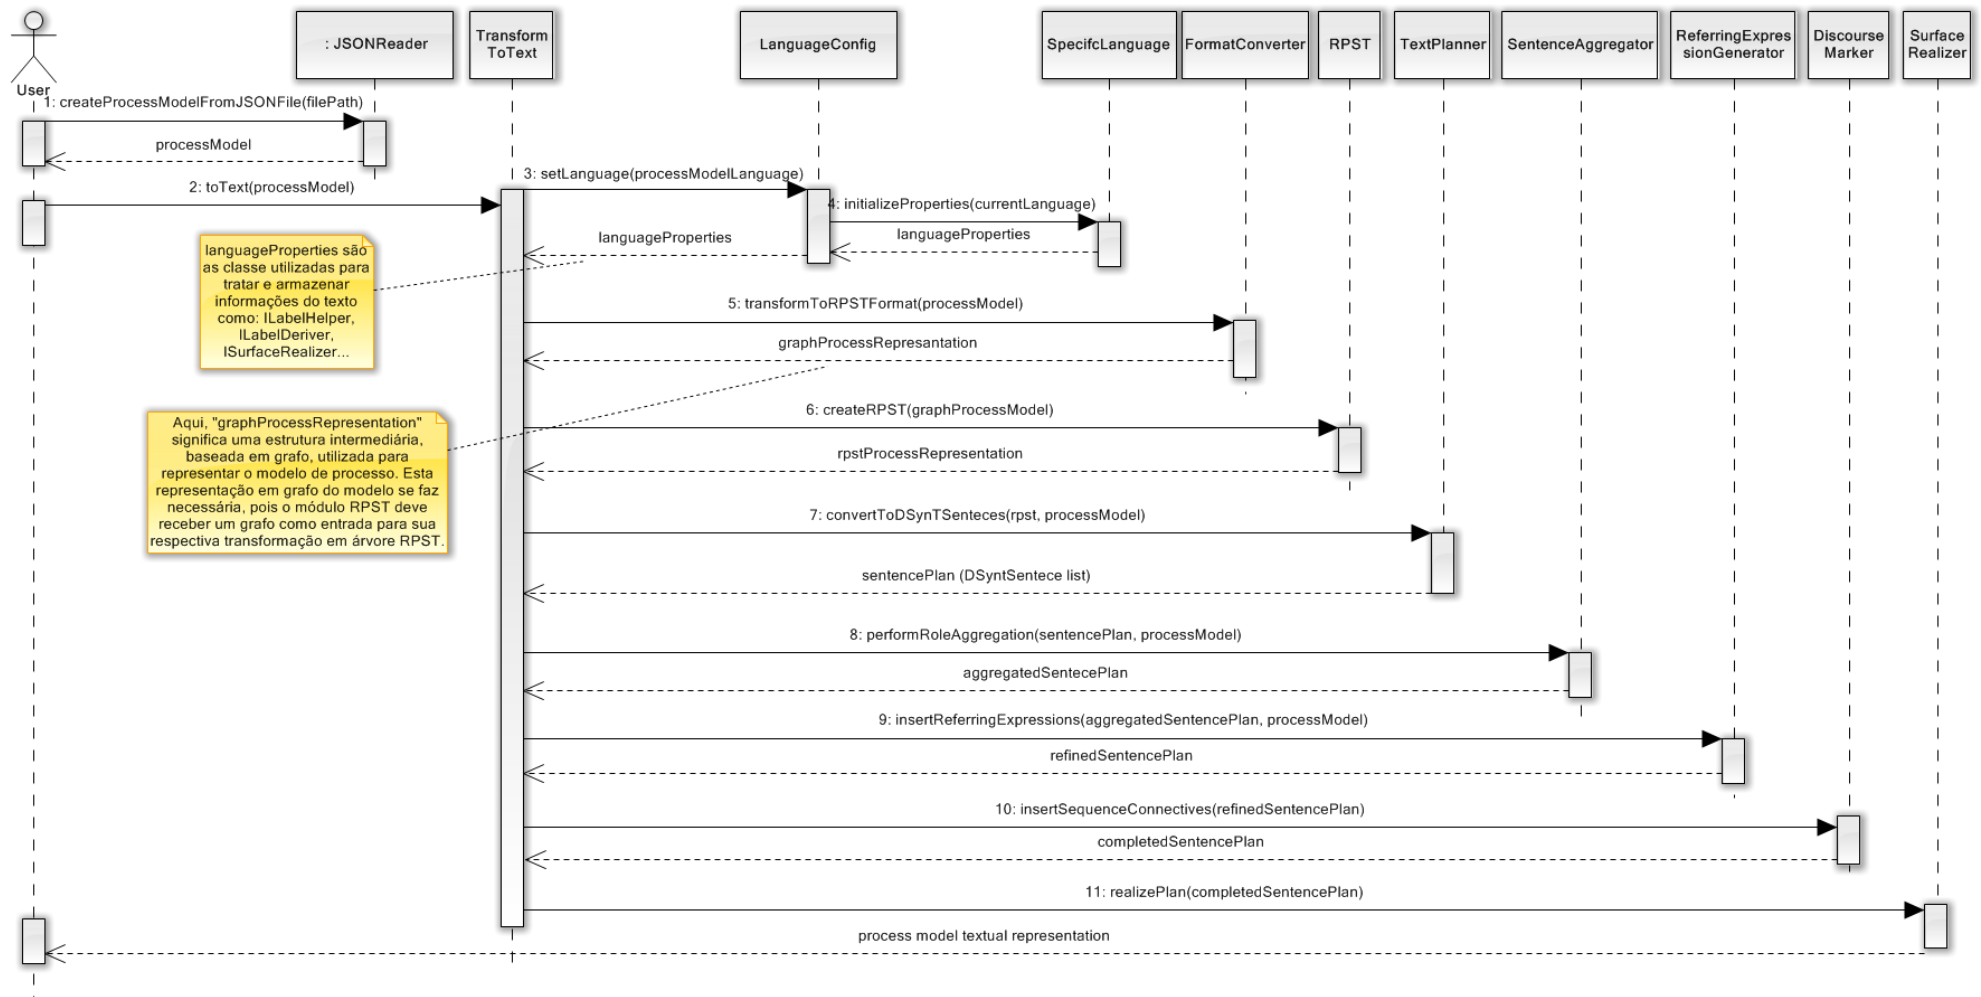 : JSONReader
Transform
ToText
LanguageConfig
SpecifcLanguage
FormatConverter
RPST
TextPlanner
SentenceAggregator
ReferringExpres
sionGenerator
Discourse
Marker
Surface
Realizer
User
1: createProcessModelFromJSONFile(filePath)
processModel
2: toText(processModel)
3: setLanguage(processModelLanguage)
4: initializeProperties(currentLanguage)
languageProperties
languageProperties
languageProperties são
as classe utilizadas para
tratar e armazenar
informações do texto
como: ILabelHelper,
ILabelDeriver,
ISurfaceRealizer...
5: transformToRPSTFormat(processModel)
graphProcessRepresantation
6: createRPST(graphProcessModel)
rpstProcessRepresentation
Aqui, "graphProcessRepresentation"
significa uma estrutura intermediária,
baseada em grafo, utilizada para
representar o modelo de processo. Esta
representação em grafo do modelo se faz
necessária, pois o módulo RPST deve
receber um grafo como entrada para sua
respectiva transformação em árvore RPST.
7: convertToDSynTSenteces(rpst, processModel)
sentencePlan (DSyntSentece list)
8: performRoleAggregation(sentencePlan, processModel)
aggregatedSentecePlan
9: insertReferringExpressions(aggregatedSentencePlan, processModel)
refinedSentencePlan
10: insertSequenceConnectives(refinedSentencePlan)
completedSentencePlan
11: realizePlan(completedSentencePlan)
process model textual representation